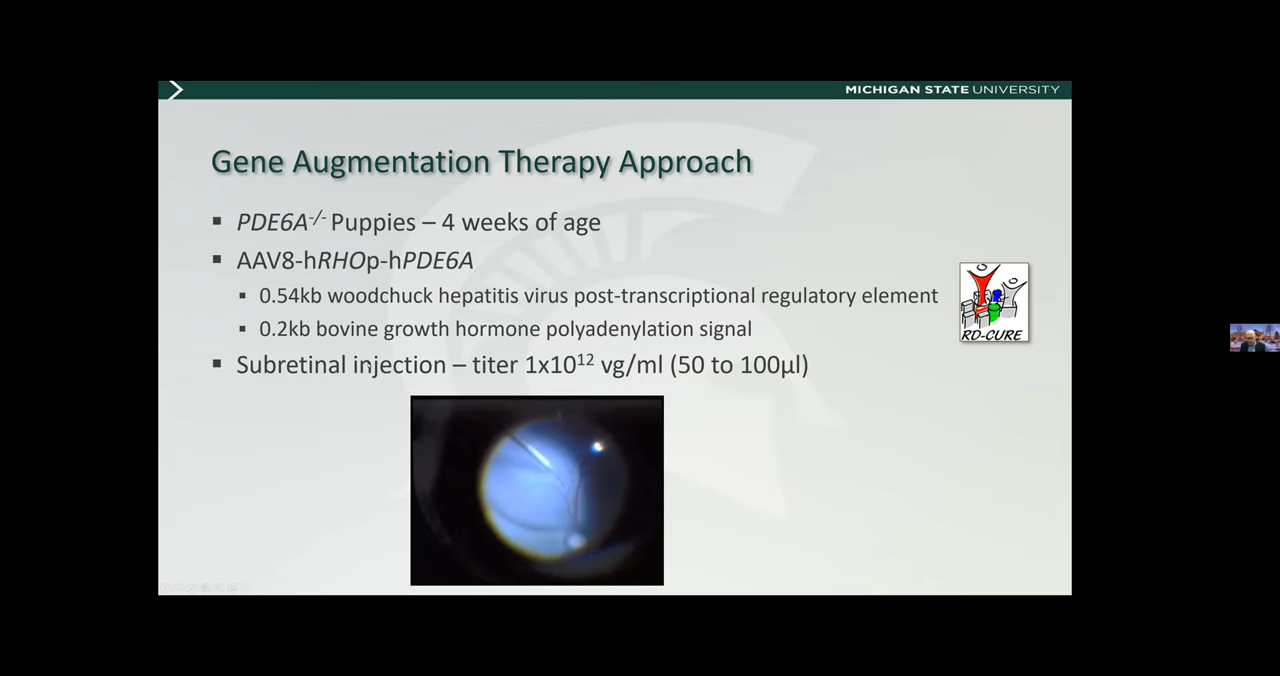 MICHIGAN STATE UNIVERSITY
Gene Augmentation Therapy Approach
▪ PDE6A-/- Puppies – 4 weeks of age
▪ AAV8-hRHOp-hPDE6A
▪ 0.54kb woodchuck hepatitis virus post-transcriptional regulatory element
▪ 0.2kb bovine growth hormone polyadenylation signal
RD-CURE
▪ Subretinal injection – titer 1x10¹² vg/ml (50 to 100µl)